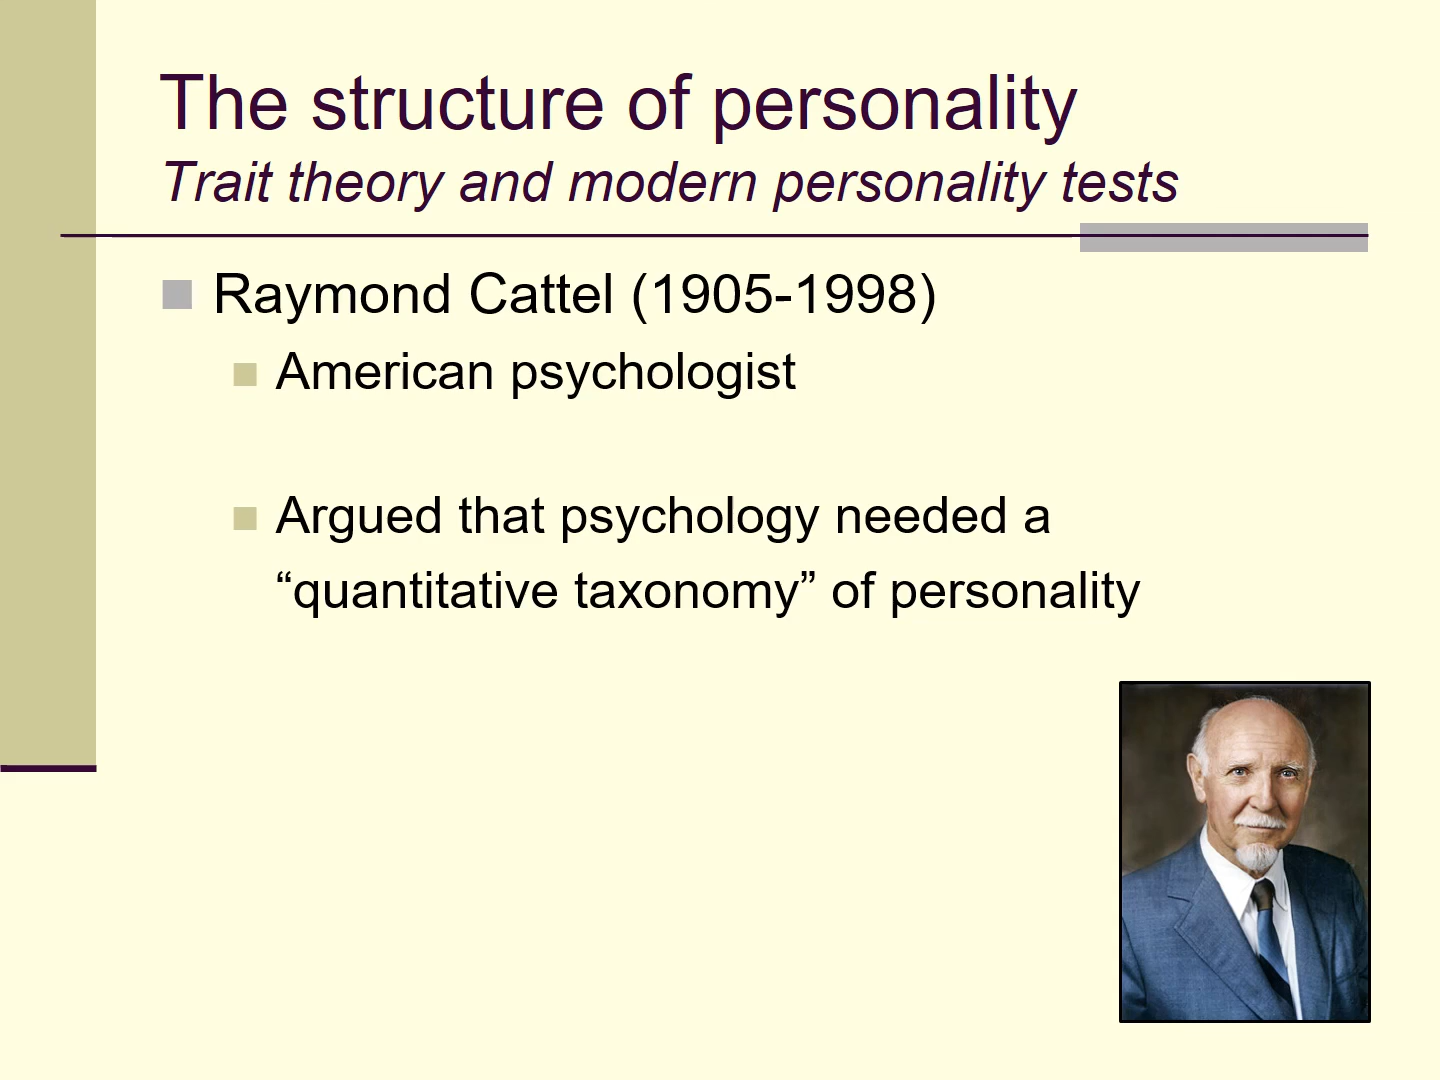 The structure of personality
Trait theory and modern personality tests
Raymond Cattel (1905-1998)
American psychologist
Argued that psychology needed a
“quantitative taxonomy” of personality